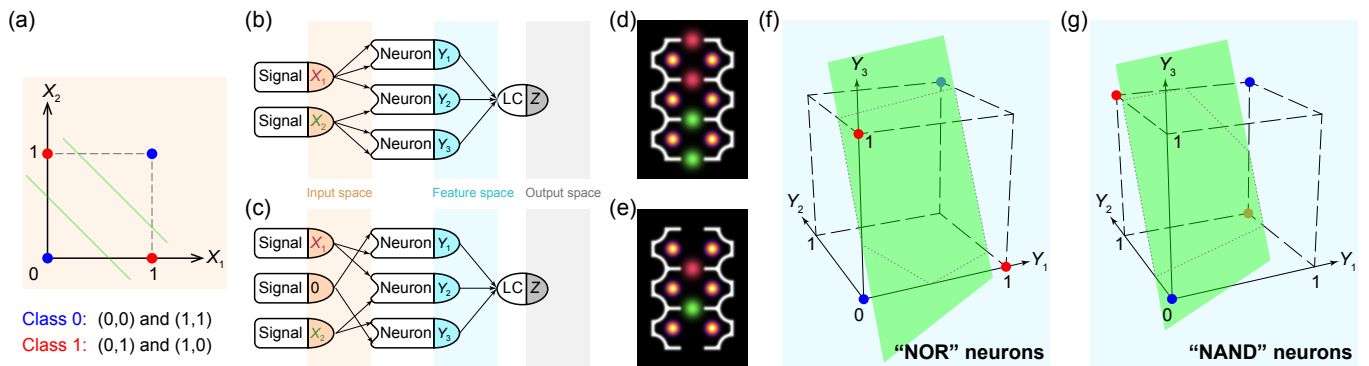 (a)
X2
1
0
1
X1
Class 0: (0,0) and (1,1)
Class 1: (0,1) and (1,0)
(b)
Signal X1
Signal X2
Neuron Y1
Neuron Y2
Neuron Y3
LC Z
Input space
Feature space
Output space
(c)
Signal X1
Signal 0
Signal X2
Neuron Y1
Neuron Y2
Neuron Y3
LC Z
(d)
(e)
(f)
Y3
1
Y2
1
Y1
1
0
“NOR” neurons
(g)
Y3
1
Y2
1
Y1
1
0
“NAND” neurons